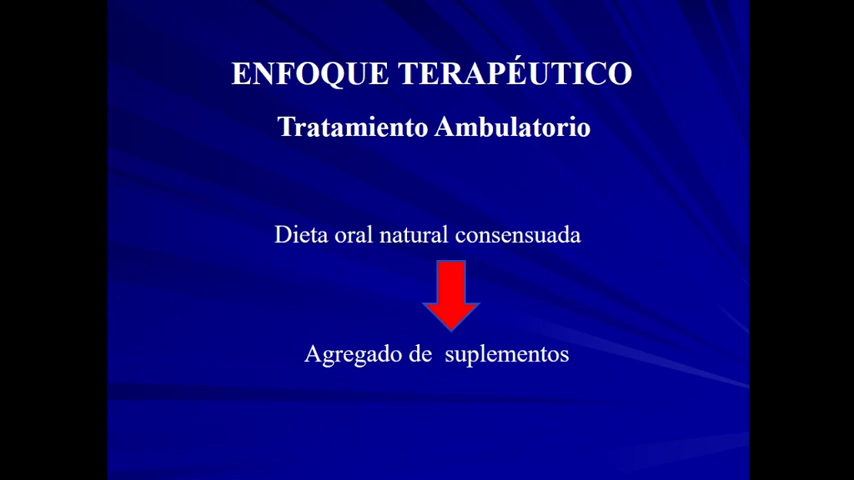 ENFOQUE TERAPÉUTICO
Tratamiento Ambulatorio
Dieta oral natural consensuada
Agregado de suplementos